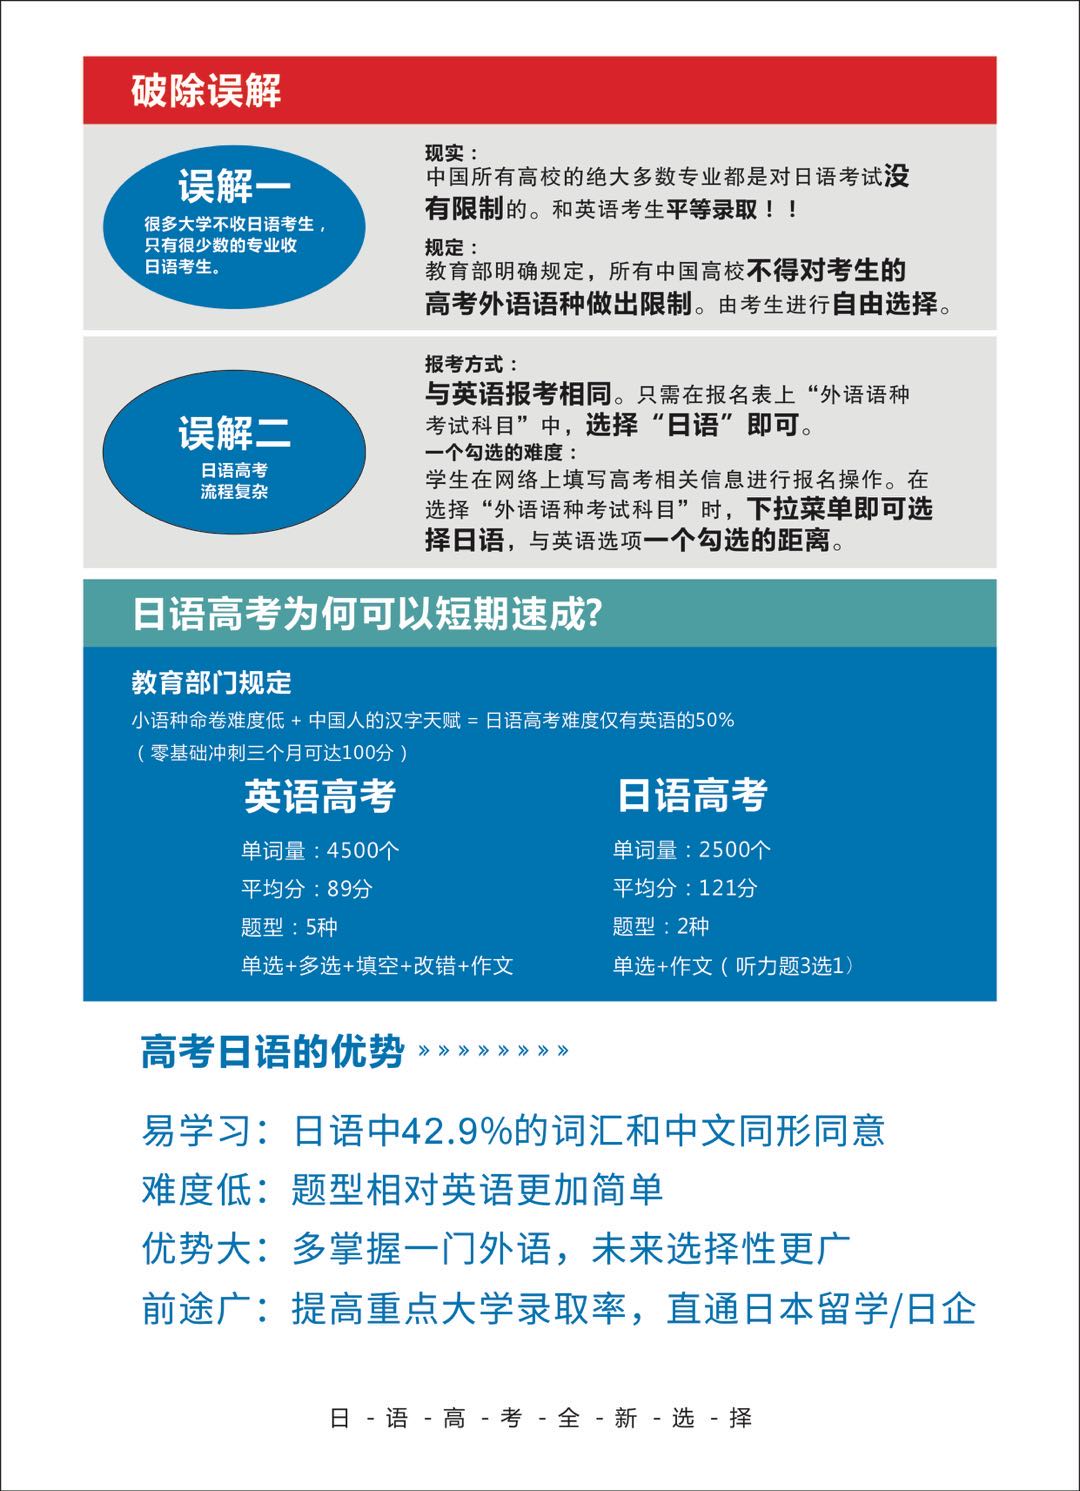 破除误解
误解一
很多大学不收日语考生，
只有很少数的专业收
日语考生。
现实：
中国所有高校的绝大多数专业都是对日语考试没
有限制的。和英语考生平等录取！！
规定：
教育部明确规定，所有中国高校不得对考生的
高考外语语种做出限制。由考生进行自由选择。
误解二
日语高考
流程复杂
报考方式：
与英语报考相同。只需在报名表上“外语语种
考试科目”中，选择“日语”即可。
一个勾选的难度：
学生在网络上填写高考相关信息进行报名操作。在
选择“外语语种考试科目”时，下拉菜单即可选
择日语，与英语选项一个勾选的距离。
日语高考为何可以短期速成?
教育部门规定
小语种命卷难度低 + 中国人的汉字天赋 = 日语高考难度仅有英语的50%
（零基础冲刺三个月可达100分）
英语高考
单词量：4500个
平均分：89分
题型：5种
单选+多选+填空+改错+作文
日语高考
单词量：2500个
平均分：121分
题型：2种
单选+作文（听力题3选1）
高考日语的优势 »»»»»»»»
易学习：日语中42.9%的词汇和中文同形同意
难度低：题型相对英语更加简单
优势大：多掌握一门外语，未来选择性更广
前途广：提高重点大学录取率，直通日本留学/日企
日-语-高-考-全-新-选-择